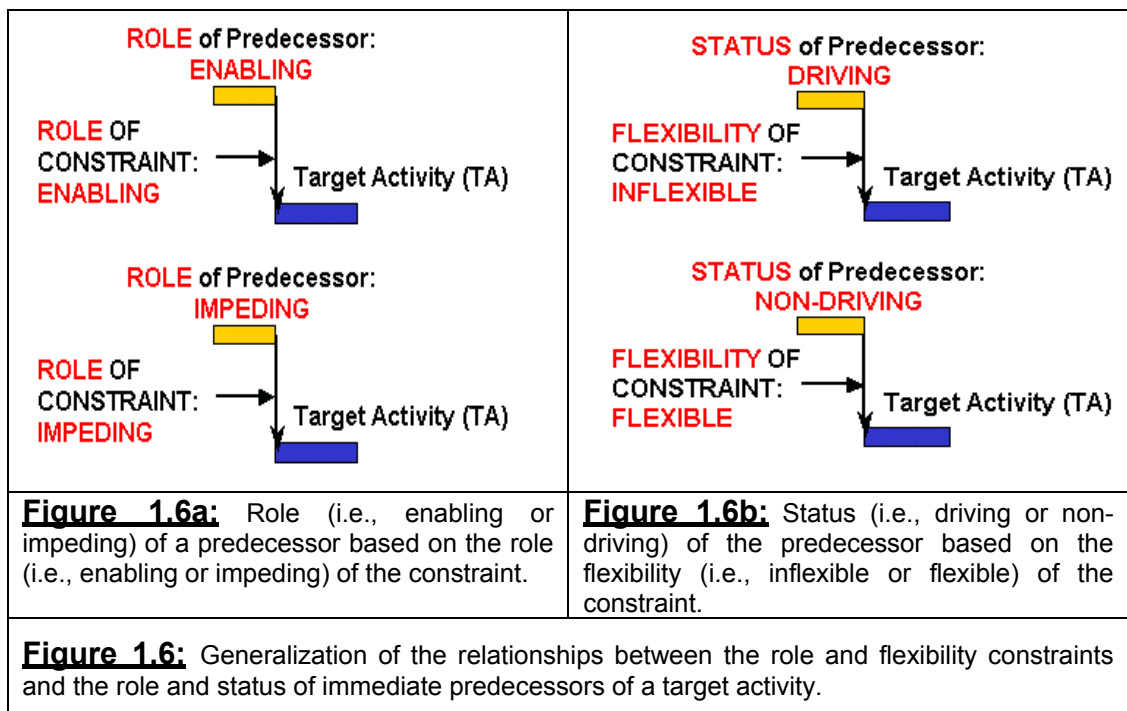 ROLE of Predecessor:
ENABLING
ROLE OF
CONSTRAINT:
ENABLING
Target Activity (TA)
ROLE of Predecessor:
IMPEDING
ROLE OF
CONSTRAINT:
IMPEDING
Target Activity (TA)
STATUS of Predecessor:
DRIVING
FLEXIBILITY OF
CONSTRAINT:
INFLEXIBLE
Target Activity (TA)
STATUS of Predecessor:
NON-DRIVING
FLEXIBILITY OF
CONSTRAINT:
FLEXIBLE
Target Activity (TA)
Figure 1.6a: Role (i.e., enabling or
impeding) of a predecessor based on the role
(i.e., enabling or impeding) of the constraint.
Figure 1.6b: Status (i.e., driving or non-
driving) of the predecessor based on the
flexibility (i.e., inflexible or flexible) of the
constraint.
Figure 1.6: Generalization of the relationships between the role and flexibility constraints
and the role and status of immediate predecessors of a target activity.